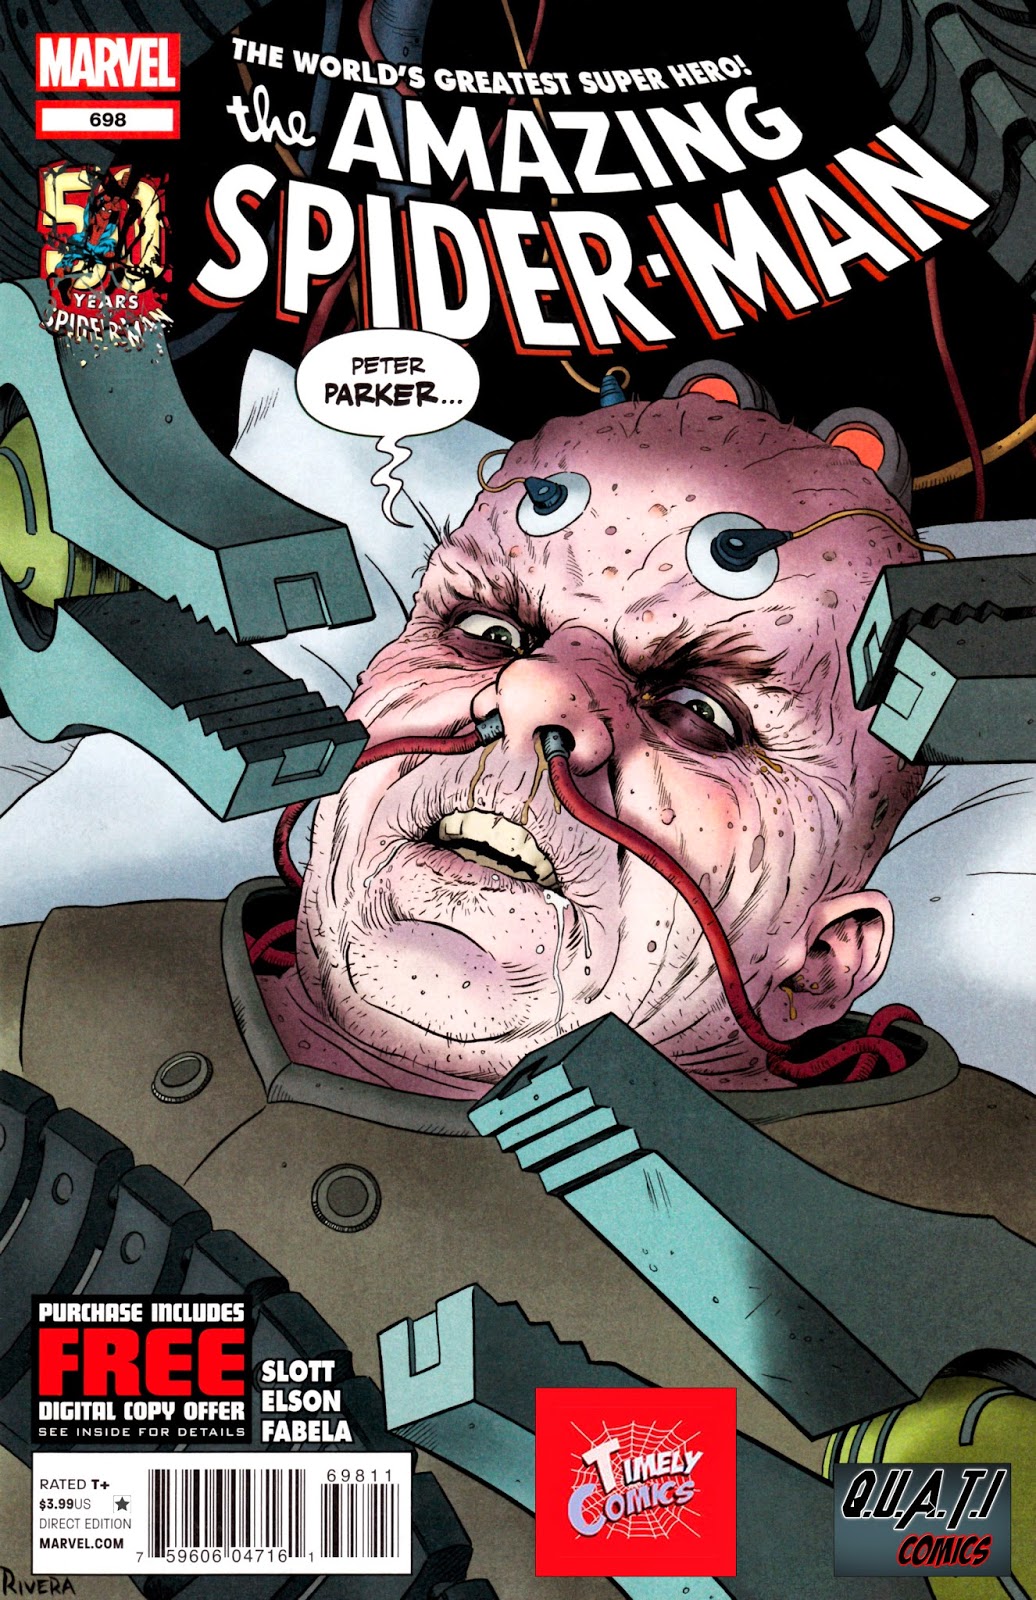 MARVEL
698
50
YEARS
SPIDER-MAN
THE WORLD'S GREATEST SUPER HERO!
the AMAZING
SPIDER-MAN
PETER
PARKER...
PURCHASE INCLUDES
FREE
DIGITAL COPY OFFER
SEE INSIDE FOR DETAILS
SLOTT
ELSON
FABELA
RATED T+
$3.99US
DIRECT EDITION
MARVEL.COM
69811
7 59606 04716 1
TIMELY
COMICS
Q.U.A.T.I
COMICS
RIVERA